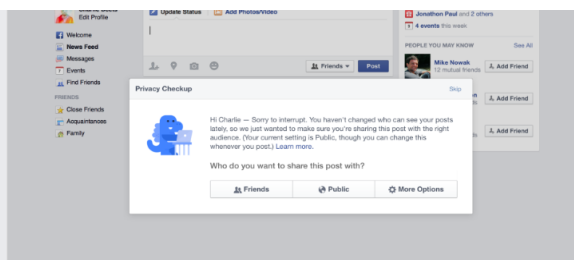 Edit Profile
Welcome
News Feed
Messages
Events
Find Friends
FRIENDS
Close Friends
Acquaintances
Family
Update Status
Add Photos/Video
Friends
Post
Jonathon Paul and 2 others
4 events this week
PEOPLE YOU MAY KNOW See All
Mike Nowak
12 mutual friends
Add Friend
Add Friend
Add Friend
Privacy Checkup Skip
Hi Charlie — Sorry to interrupt. You haven't changed who can see your posts
lately, so we just wanted to make sure you're sharing this post with the right
audience. (Your current setting is Public, though you can change this
whenever you post.) Learn more.
Who do you want to share this post with?
Friends
Public
More Options